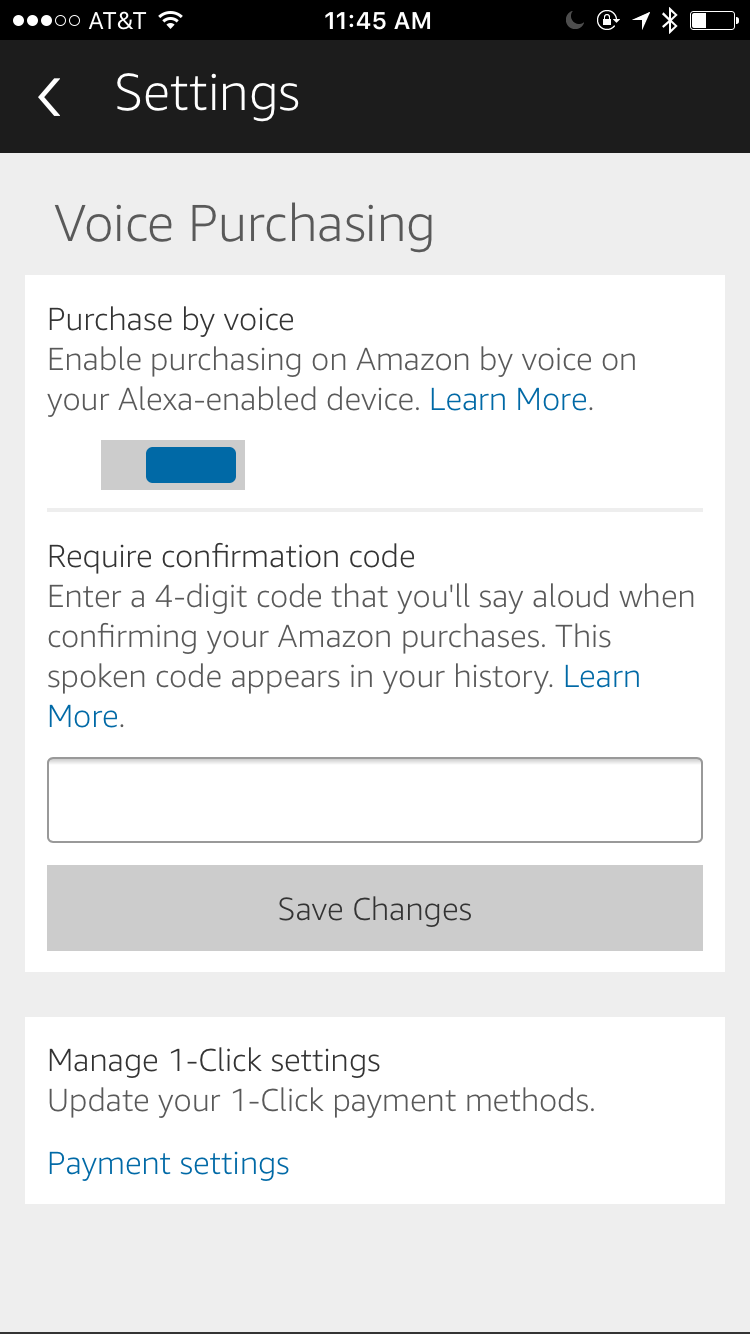 AT&T 11:45 AM
Settings
Voice Purchasing
Purchase by voice
Enable purchasing on Amazon by voice on
your Alexa-enabled device. Learn More.
Require confirmation code
Enter a 4-digit code that you'll say aloud when
confirming your Amazon purchases. This
spoken code appears in your history. Learn
More.
Save Changes
Manage 1-Click settings
Update your 1-Click payment methods.
Payment settings